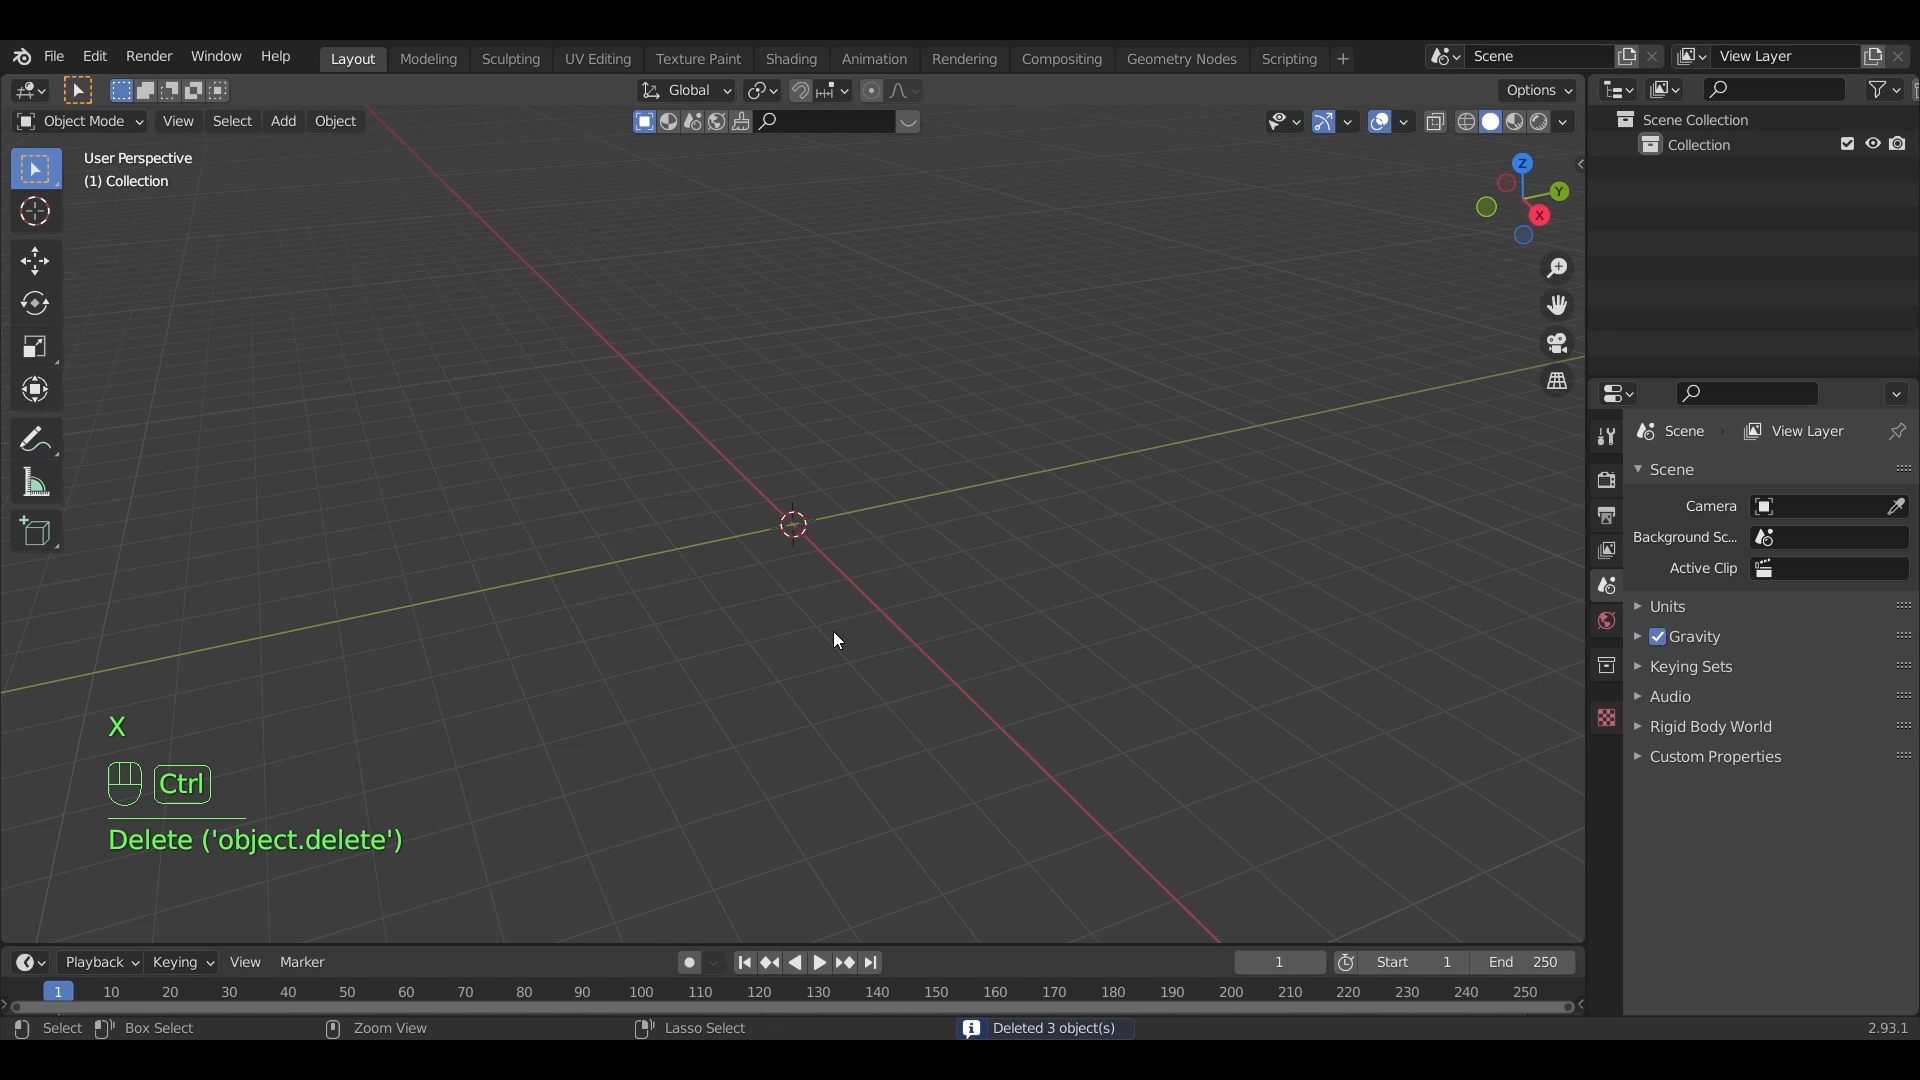 File Edit Render Window Help Layout Modeling Sculpting UV Editing Texture Paint Shading Animation Rendering Compositing Geometry Nodes Scripting + Scene View Layer
Global Options
Object Mode View Select Add Object
User Perspective
(1) Collection
Z
Y
X
Scene Collection
Collection
Scene View Layer
Scene
Camera
Background Sc...
Active Clip
Units
Gravity
Keying Sets
Audio
Rigid Body World
Custom Properties
X
Ctrl
Delete ('object.delete')
Playback Keying View Marker 1 Start 1 End 250
1 10 20 30 40 50 60 70 80 90 100 110 120 130 140 150 160 170 180 190 200 210 220 230 240 250
Select Box Select Zoom View Lasso Select Deleted 3 object(s) 2.93.1